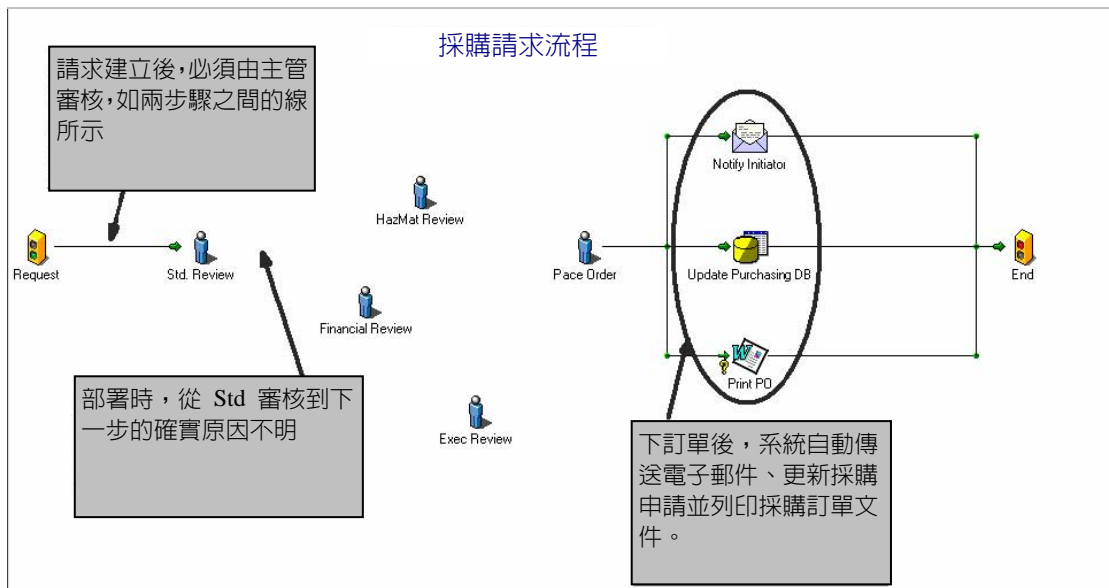 採購請求流程
請求建立後，必須由主管
審核，如兩步驟之間的線
所示
Notify Initiator
HazMat Review
Request
Std. Review
Pace Order
Update Purchasing DB
End
Financial Review
Print PO
部署時，從 Std 審核到下
一步的確實原因不明
Exec Review
下訂單後，系統自動傳
送電子郵件、更新採購
申請並列印採購訂單文
件。